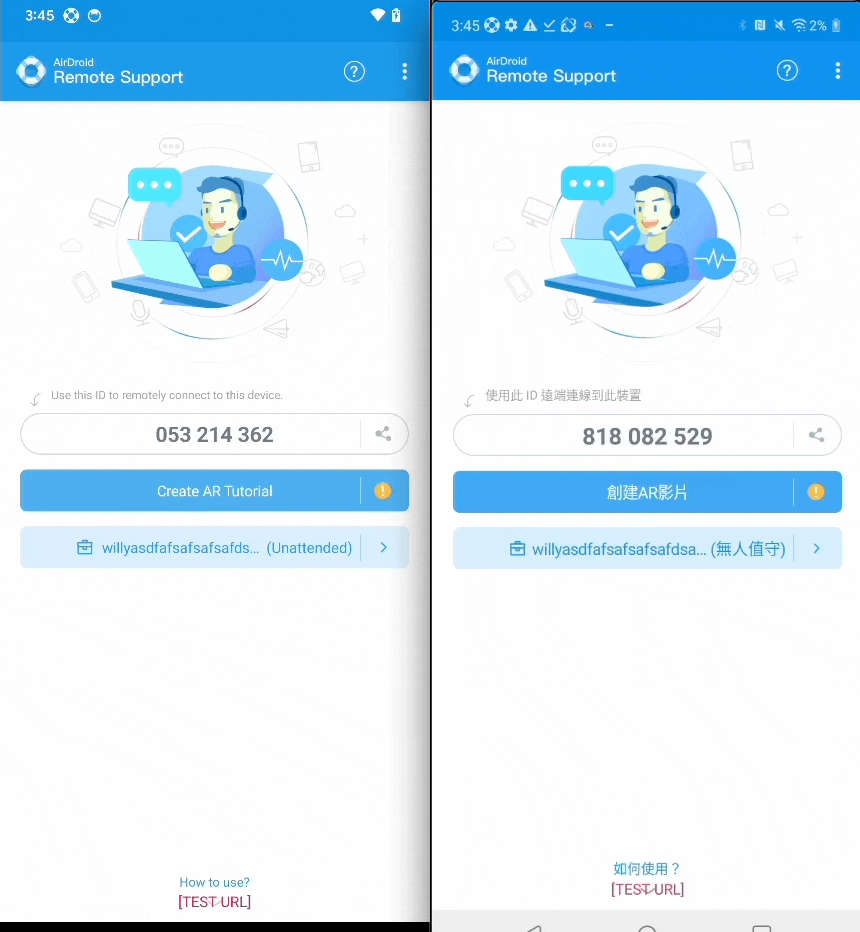 3:45
AirDroid
Remote Support
?
Use this ID to remotely connect to this device.
053 214 362
Create AR Tutorial
willyasdfafsafsafsafds... (Unattended)
How to use?
[TEST URL]
3:45
2%
AirDroid
Remote Support
?
使用此 ID 遠端連線到此裝置
818 082 529
創建AR影片
willyasdfafsafsafsafdsa... (無人值守)
如何使用？
[TEST URL]